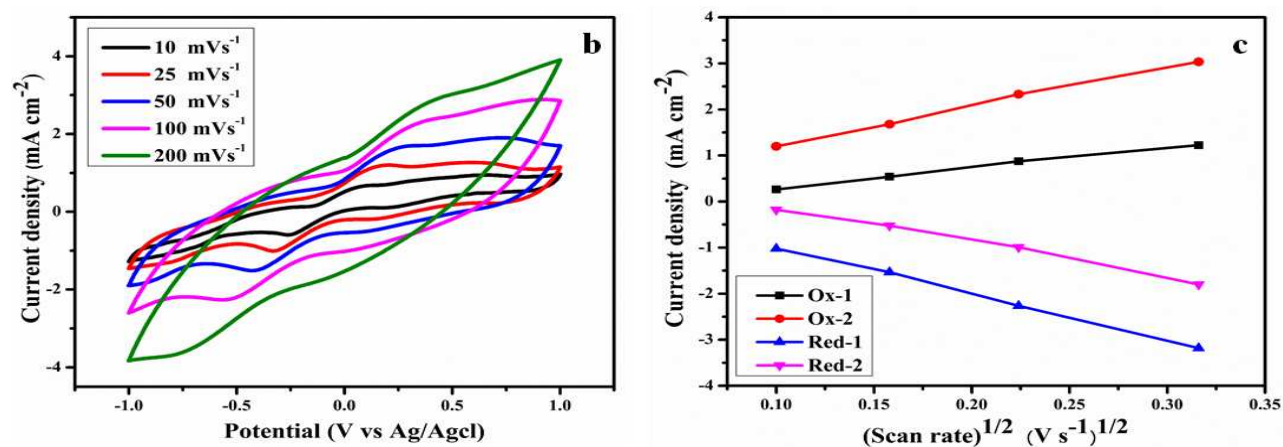 b
10 mVs-1
25 mVs-1
50 mVs-1
100 mVs-1
200 mVs-1
Current density (mA cm-2)
4
2
0
-2
-4
-1.0
-0.5
0.0
0.5
1.0
Potential (V vs Ag/Agcl)
c
Current density (mA cm-2)
4
3
2
1
0
-1
-2
-3
-4
Ox-1
Ox-2
Red-1
Red-2
0.10
0.15
0.20
0.25
0.30
0.35
(Scan rate)1/2 (V s-1)1/2